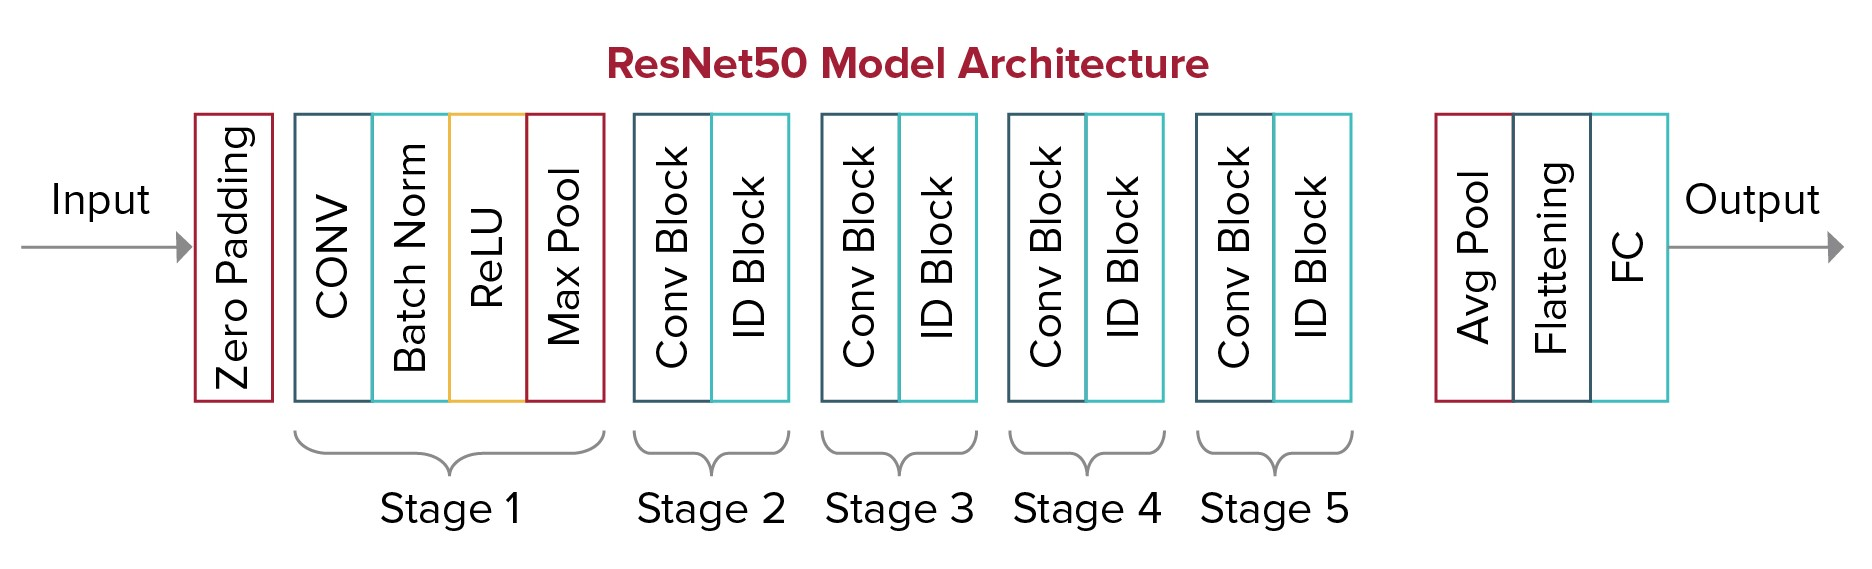 ResNet50 Model Architecture
Input
Zero Padding
CONV
Batch Norm
ReLU
Max Pool
Conv Block
ID Block
Conv Block
ID Block
Conv Block
ID Block
Conv Block
ID Block
Avg Pool
Flattening
FC
Output
Stage 1
Stage 2
Stage 3
Stage 4
Stage 5